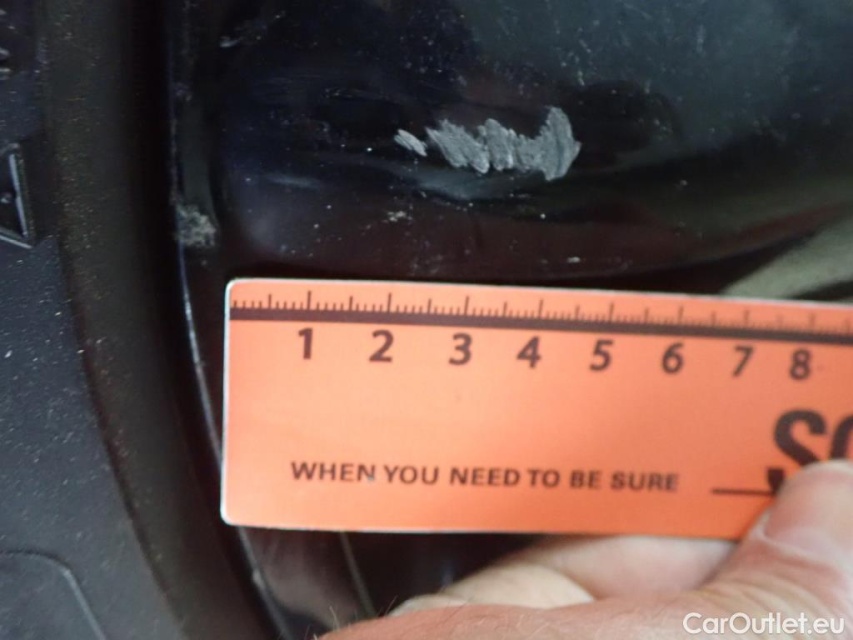 1 2 3 4 5 6 7 8
WHEN YOU NEED TO BE SURE
CarOutlet.eu